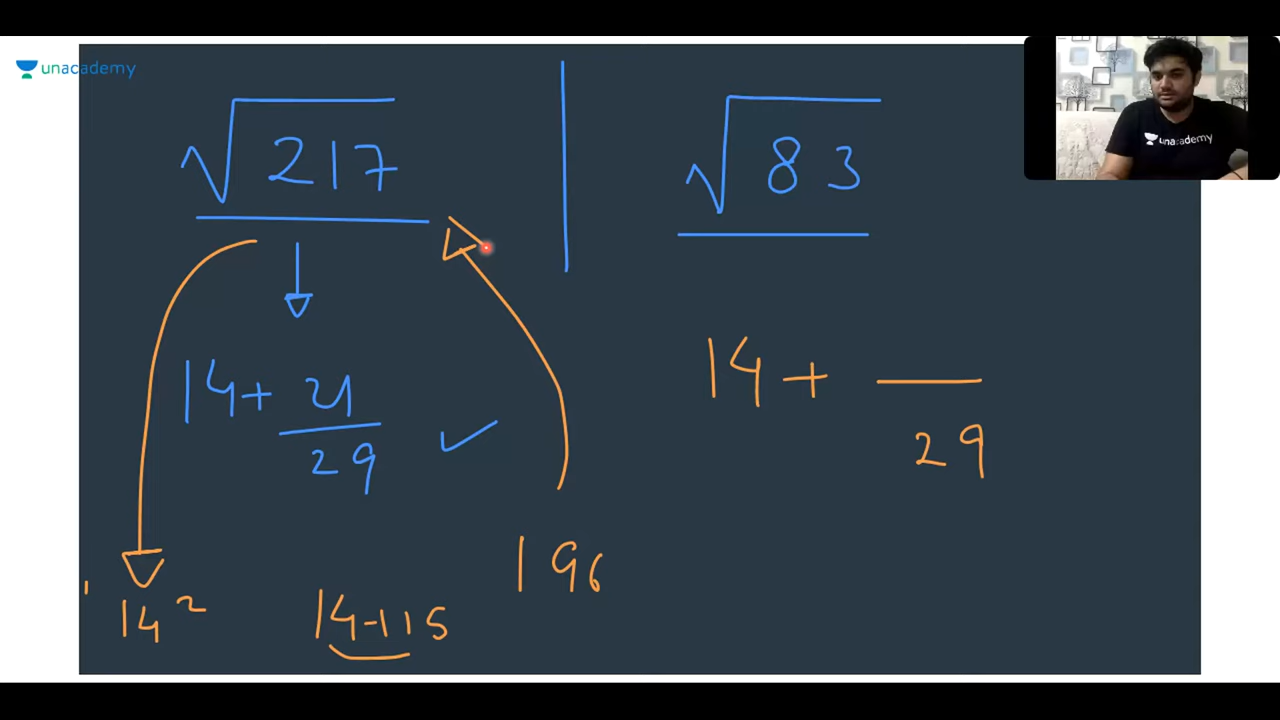 unacademy
√217
√83
unacademy
14 + 21/29
14 + /29
14²
14-115
196